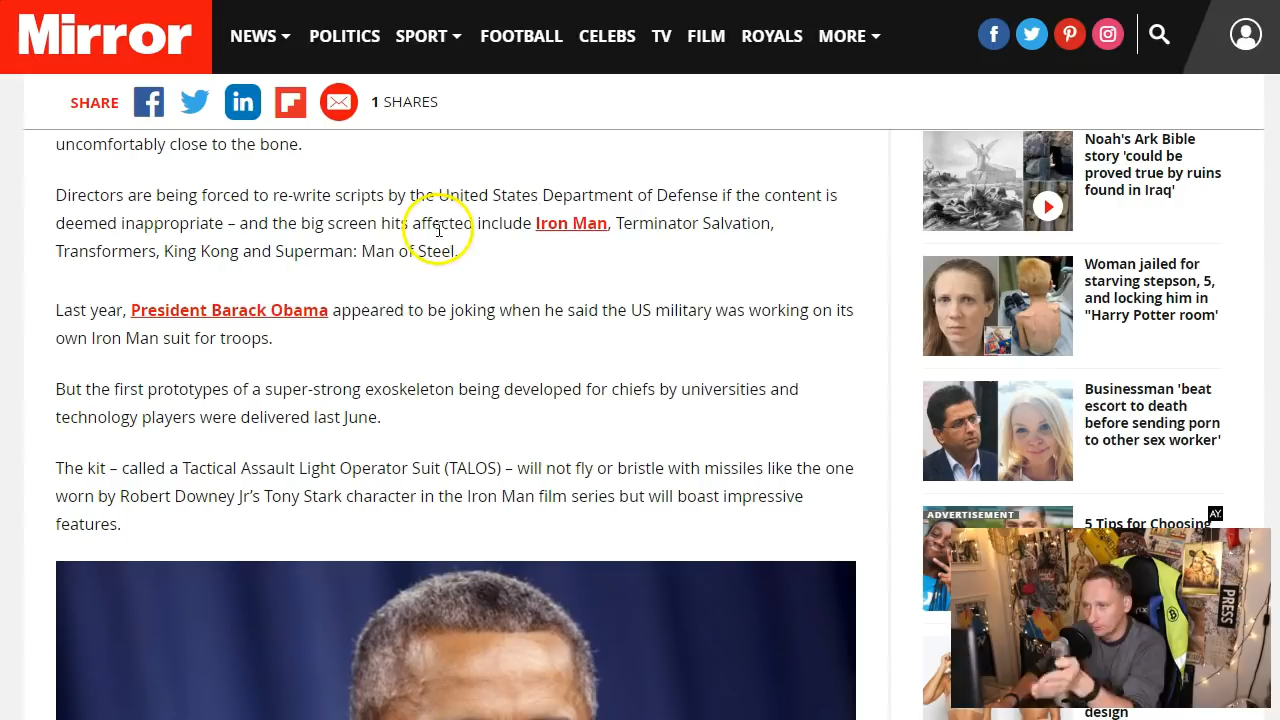 Mirror
NEWS
POLITICS
SPORT
FOOTBALL
CELEBS
TV
FILM
ROYALS
MORE
SHARE
1 SHARES
uncomfortably close to the bone.
Directors are being forced to re-write scripts by the United States Department of Defense if the content is
deemed inappropriate – and the big screen hits affected include Iron Man, Terminator Salvation,
Transformers, King Kong and Superman: Man of Steel.
Last year, President Barack Obama appeared to be joking when he said the US military was working on its
own Iron Man suit for troops.
But the first prototypes of a super-strong exoskeleton being developed for chiefs by universities and
technology players were delivered last June.
The kit – called a Tactical Assault Light Operator Suit (TALOS) – will not fly or bristle with missiles like the one
worn by Robert Downey Jr’s Tony Stark character in the Iron Man film series but will boast impressive
features.
Noah's Ark Bible
story 'could be
proved true by ruins
found in Iraq'
Woman jailed for
starving stepson, 5,
and locking him in
"Harry Potter room"
Businessman 'beat
escort to death
before sending porn
to other sex worker'
ADVERTISEMENT
5 Tips for Choosing
PRESS
design